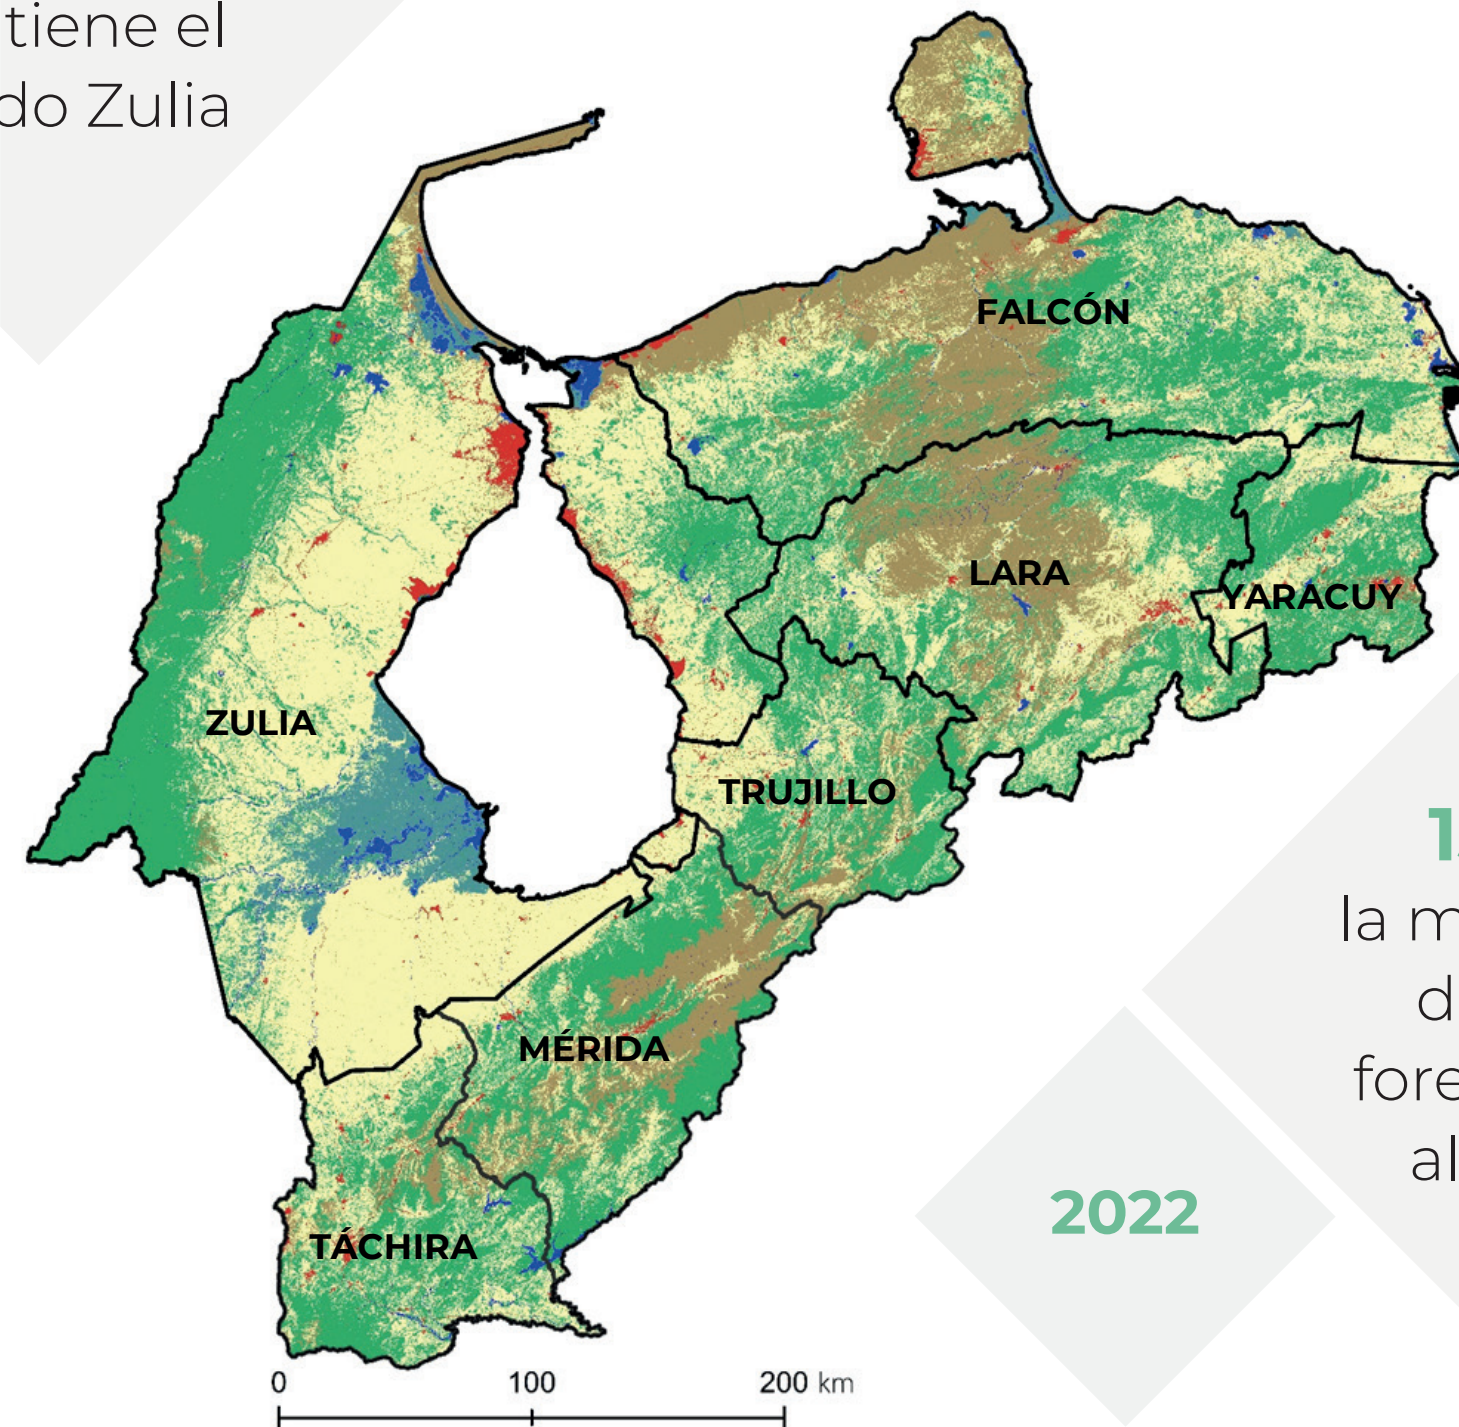 tiene el
do Zulia
FALCÓN
LARA
YARACUY
ZULIA
TRUJILLO
MÉRIDA
TÁCHIRA
la m
d
fore
al
2022
0 100 200 km